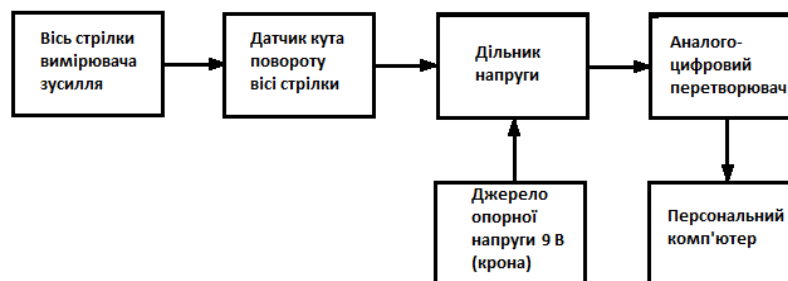 Вісь стрілки
вимірювача
зусилля
Датчик кута
повороту
вісі стрілки
Дільник
напруги
Аналого-
цифровий
перетворювач
Джерело
опорної
напруги 9 В
(крона)
Персональний
комп'ютер